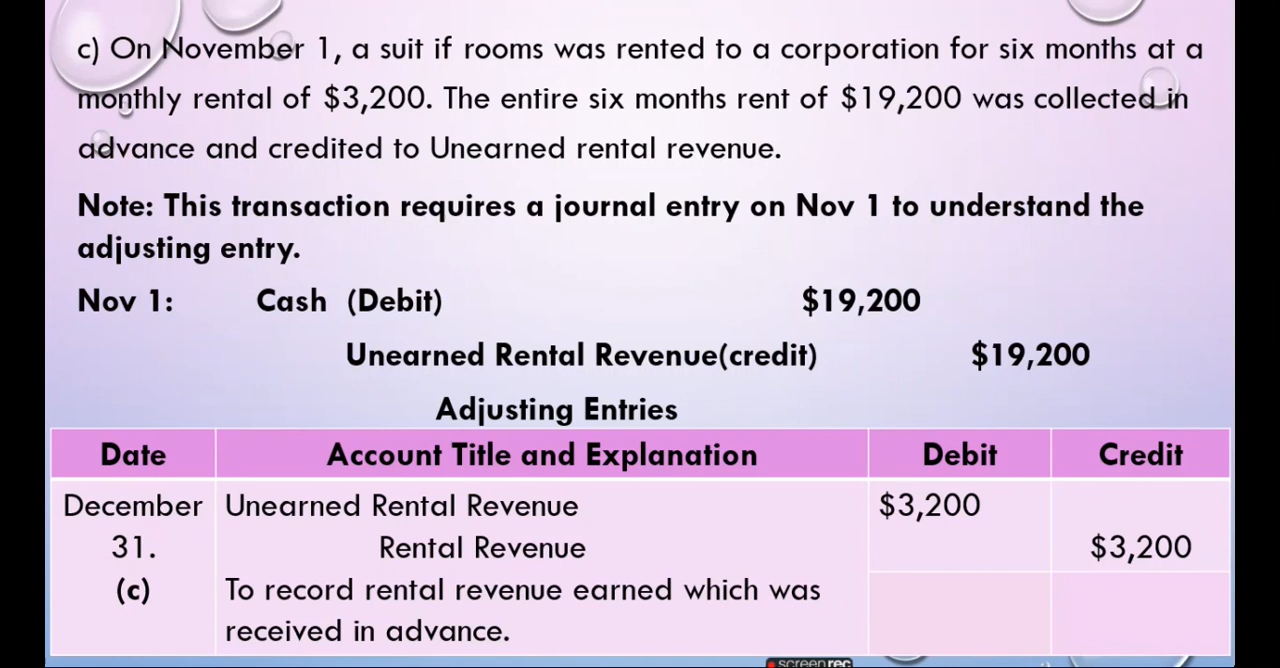 c) On November 1, a suit if rooms was rented to a corporation for six months at a
monthly rental of $3,200. The entire six months rent of $19,200 was collected in
advance and credited to Unearned rental revenue.
Note: This transaction requires a journal entry on Nov 1 to understand the
adjusting entry.
Nov 1: Cash (Debit) $19,200
Unearned Rental Revenue(credit) $19,200
Adjusting Entries
Date Account Title and Explanation Debit Credit
December Unearned Rental Revenue $3,200
31. Rental Revenue $3,200
(c) To record rental revenue earned which was
received in advance.
screenrec